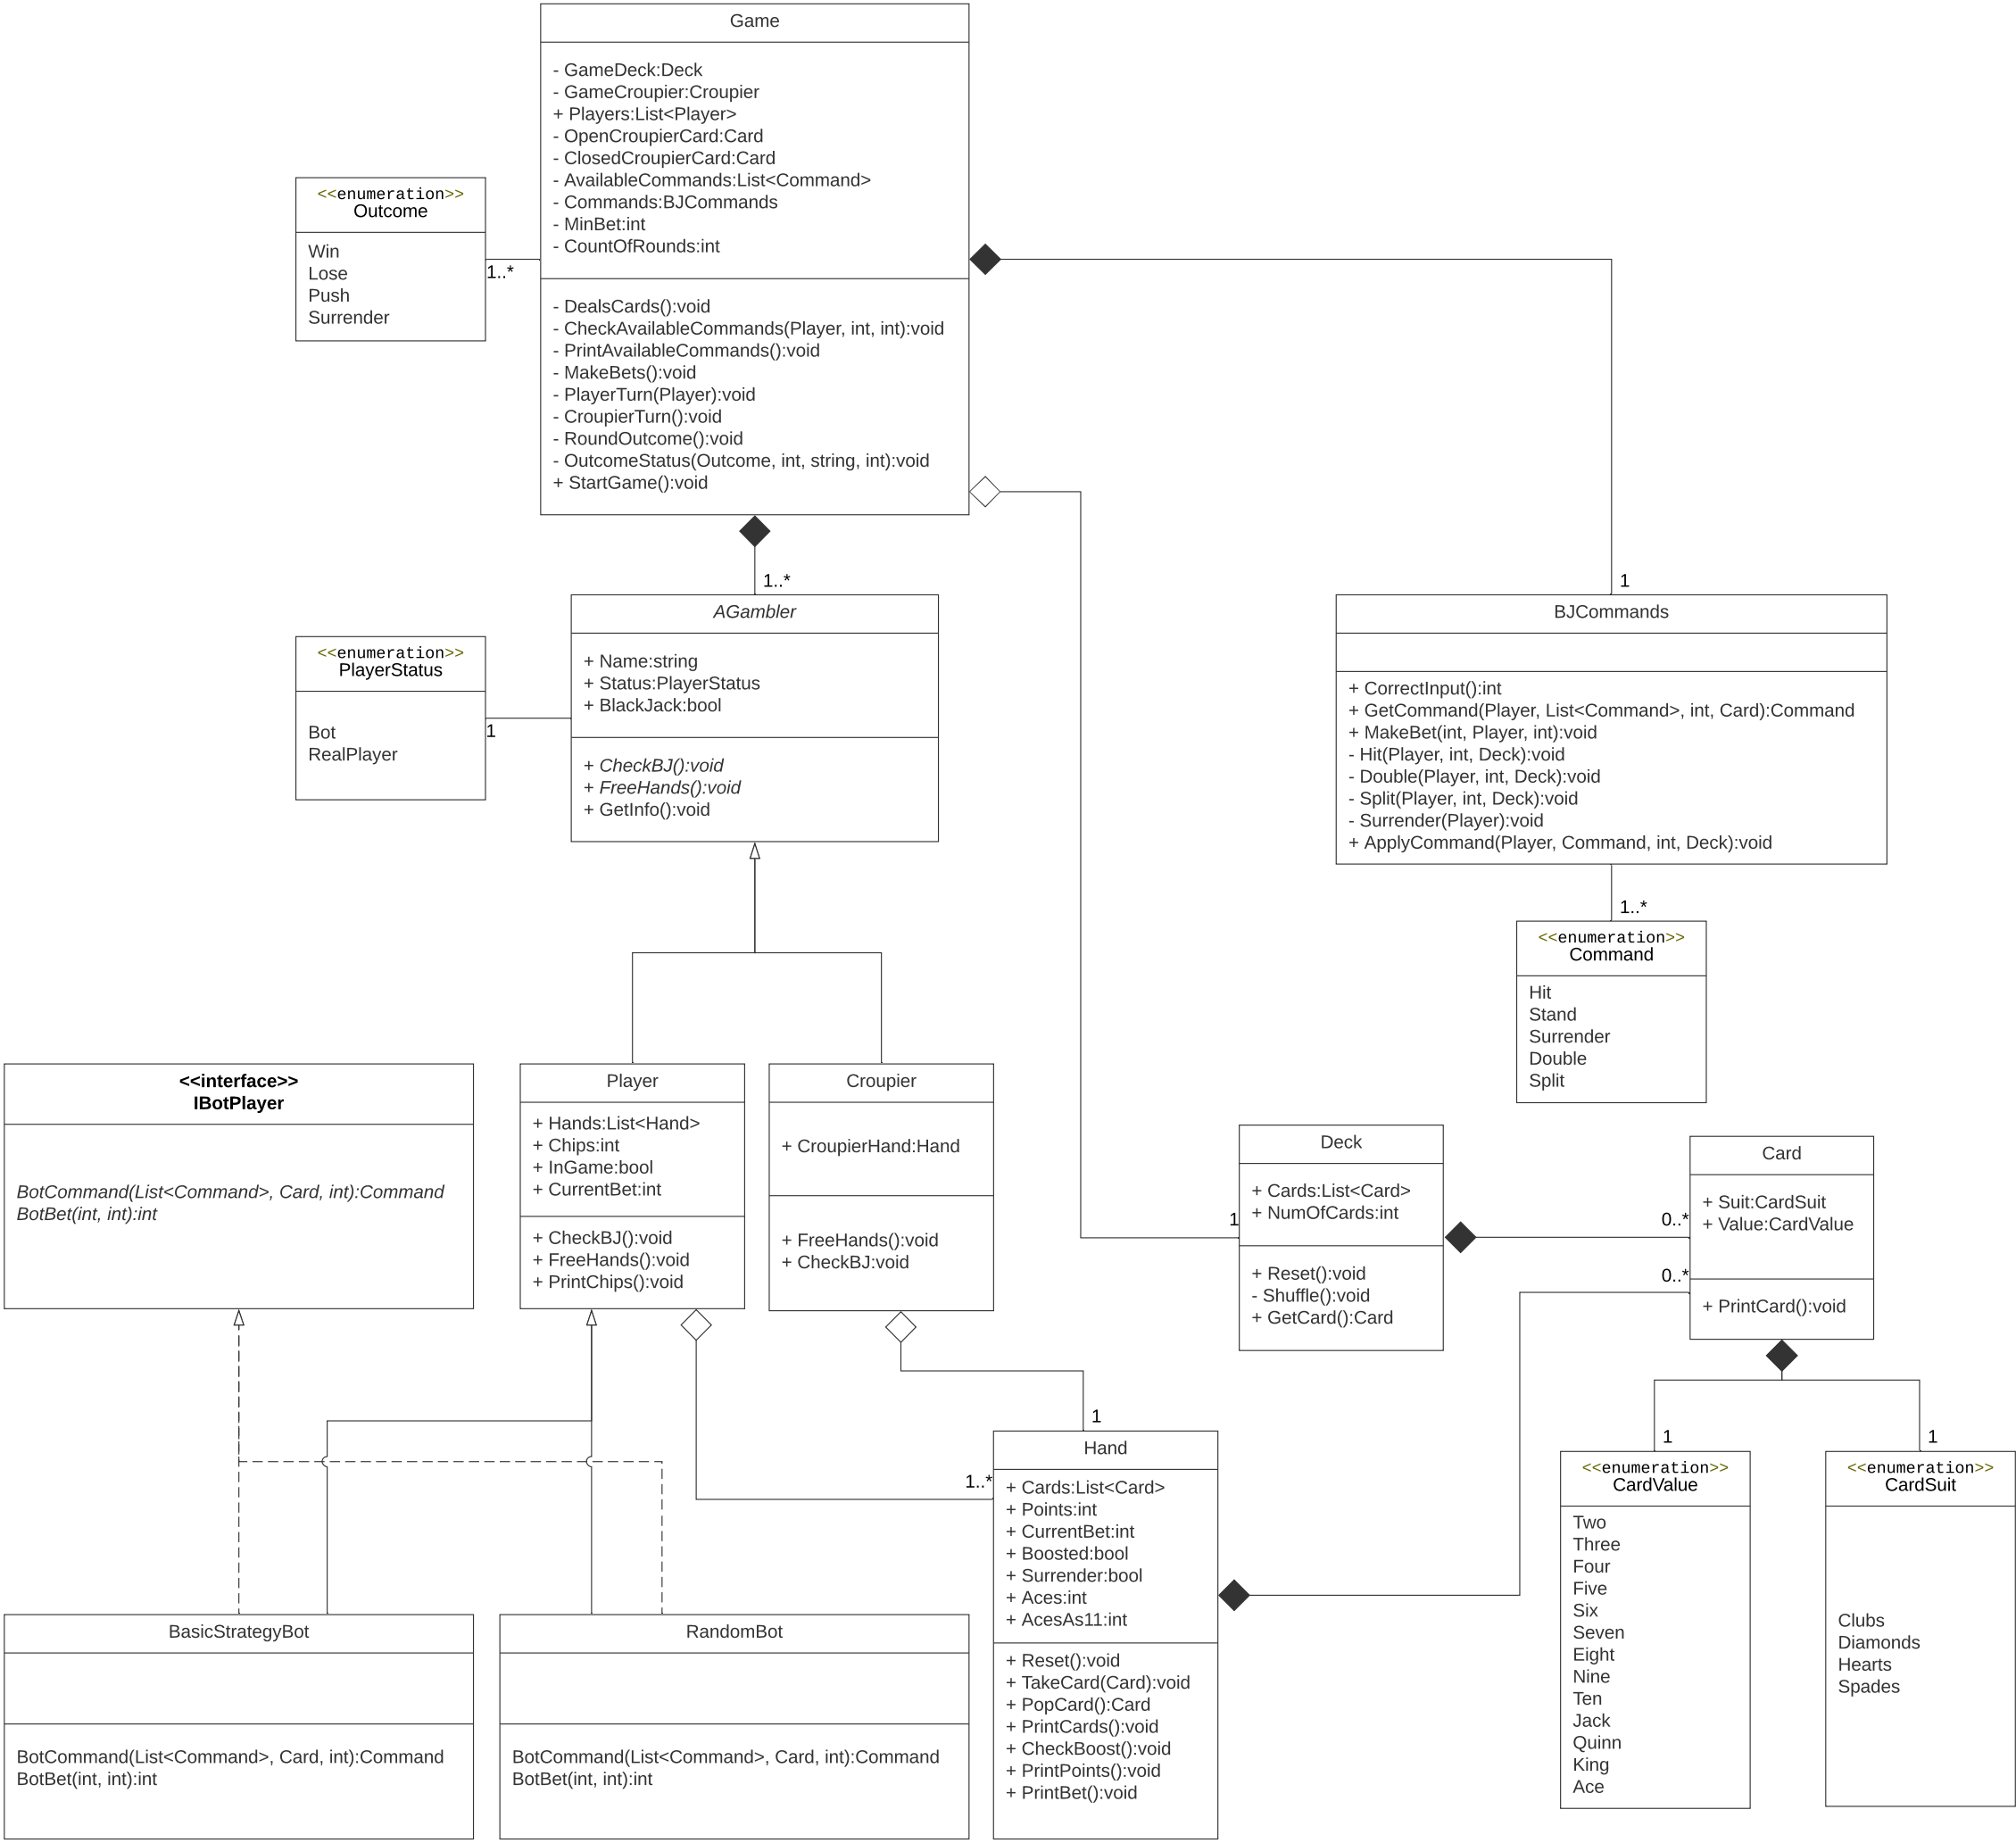 Game
- GameDeck:Deck
- GameCroupier:Croupier
+ Players:List<Player>
- OpenCroupierCard:Card
- ClosedCroupierCard:Card
- AvailableCommands:List<Command>
- Commands:BJCommands
- MinBet:int
- CountOfRounds:int
- DealsCards():void
- CheckAvailableCommands(Player, int, int):void
- PrintAvailableCommands():void
- MakeBets():void
- PlayerTurn(Player):void
- CroupierTurn():void
- RoundOutcome():void
- OutcomeStatus(Outcome, int, string, int):void
+ StartGame():void
<<enumeration>>
Outcome
Win
Lose
Push
Surrender
1..*
1..*
1
AGambler
+ Name:string
+ Status:PlayerStatus
+ BlackJack:bool
+ CheckBJ():void
+ FreeHands():void
+ GetInfo():void
<<enumeration>>
PlayerStatus
Bot
RealPlayer
1
BJCommands
+ CorrectInput():int
+ GetCommand(Player, List<Command>, int, Card):Command
+ MakeBet(int, Player, int):void
- Hit(Player, int, Deck):void
- Double(Player, int, Deck):void
- Split(Player, int, Deck):void
- Surrender(Player):void
+ ApplyCommand(Player, Command, int, Deck):void
1..*
<<enumeration>>
Command
Hit
Stand
Surrender
Double
Split
<<interface>>
IBotPlayer
BotCommand(List<Command>, Card, int):Command
BotBet(int, int):int
Player
+ Hands:List<Hand>
+ Chips:int
+ InGame:bool
+ CurrentBet:int
+ CheckBJ():void
+ FreeHands():void
+ PrintChips():void
Croupier
+ CroupierHand:Hand
+ FreeHands():void
+ CheckBJ:void
1
Deck
+ Cards:List<Card>
+ NumOfCards:int
+ Reset():void
- Shuffle():void
+ GetCard():Card
0..*
0..*
Card
+ Suit:CardSuit
+ Value:CardValue
+ PrintCard():void
1
1..*
Hand
+ Cards:List<Card>
+ Points:int
+ CurrentBet:int
+ Boosted:bool
+ Surrender:bool
+ Aces:int
+ AcesAs11:int
+ Reset():void
+ TakeCard(Card):void
+ PopCard():Card
+ PrintCards():void
+ CheckBoost():void
+ PrintPoints():void
+ PrintBet():void
1
<<enumeration>>
CardValue
Two
Three
Four
Five
Six
Seven
Eight
Nine
Ten
Jack
Quinn
King
Ace
1
<<enumeration>>
CardSuit
Clubs
Diamonds
Hearts
Spades
BasicStrategyBot
BotCommand(List<Command>, Card, int):Command
BotBet(int, int):int
RandomBot
BotCommand(List<Command>, Card, int):Command
BotBet(int, int):int